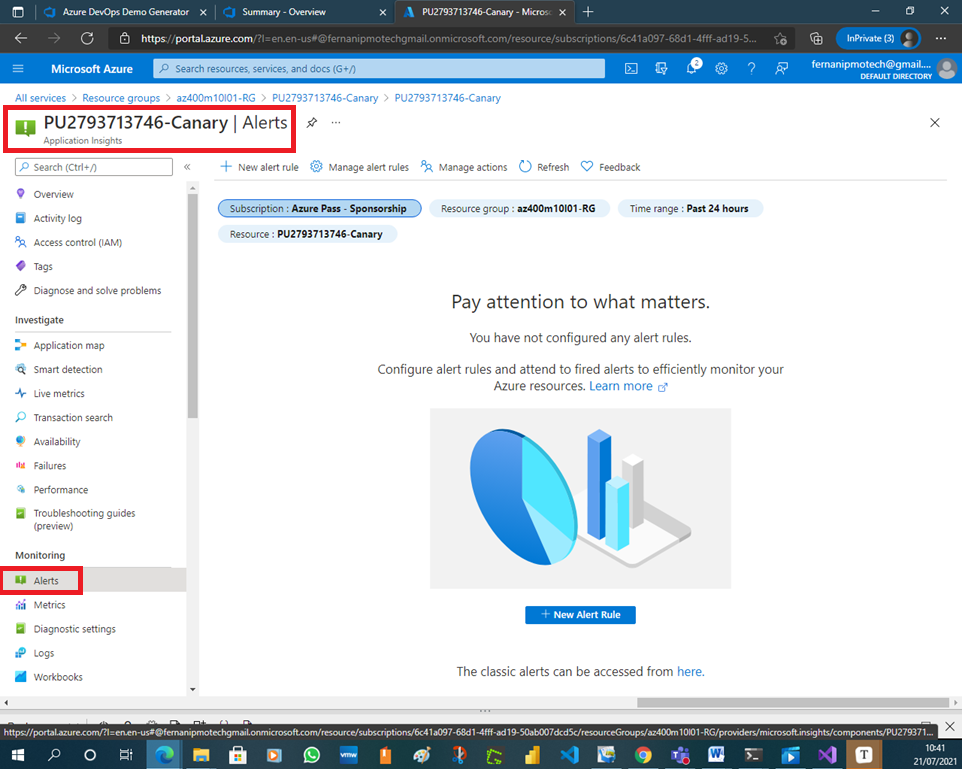 Azure DevOps Demo Generator
Summary - Overview
PU2793713746-Canary - Micros
https://portal.azure.com/?l=en.en-us#@fernanipmotechgmail.onmicrosoft.com/resource/subscriptions/6c41a097-68d1-4fff-ad19-5...
InPrivate (3)
Microsoft Azure
Search resources, services, and docs (G+/)
2
fernanipmotech@gmail....
DEFAULT DIRECTORY
All services > Resource groups > az400m10l01-RG > PU2793713746-Canary > PU2793713746-Canary
PU2793713746-Canary | Alerts
...
Application Insights
Search (Ctrl+/)
«
New alert rule
Manage alert rules
Manage actions
Refresh
Feedback
Overview
Activity log
Access control (IAM)
Tags
Diagnose and solve problems
Investigate
Application map
Smart detection
Live metrics
Transaction search
Availability
Failures
Performance
Troubleshooting guides
(preview)
Monitoring
Alerts
Metrics
Diagnostic settings
Logs
Workbooks
Subscription : Azure Pass - Sponsorship
Resource group : az400m10l01-RG
Time range : Past 24 hours
Resource : PU2793713746-Canary
Pay attention to what matters.
You have not configured any alert rules.
Configure alert rules and attend to fired alerts to efficiently monitor your
Azure resources. Learn more
+ New Alert Rule
The classic alerts can be accessed from here.
https://portal.azure.com/?l=en.en-us#@fernanipmotechgmail.onmicrosoft.com/resource/subscriptions/6c41a097-68d1-4fff-ad19-50ab007dcd5c/resourceGroups/az400m10l01-RG/providers/microsoft.insights/components/PU279371...
vmw
T
10:41
21/07/2021